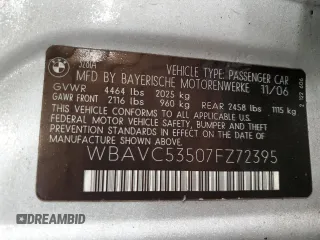 VEHICLE TYPE: PASSENGER CAR
MFD BY BAYERISCHE MOTORENWERKE 11/06
GVWR 4464 lbs 2025 kg
GAWR FRONT 2116 lbs 960 kg REAR 2458 lbs 1115 kg
THIS VEHICLE CONFORMS TO ALL APPLICABLE
FEDERAL MOTOR VEHICLE SAFETY, BUMPER, AND
THEFT PREVENTION STANDARDS IN EFFECT ON THE
DATE OF MANUFACTURE SHOWN ABOVE.
WBAVC53507FZ72395
© DREAMBID